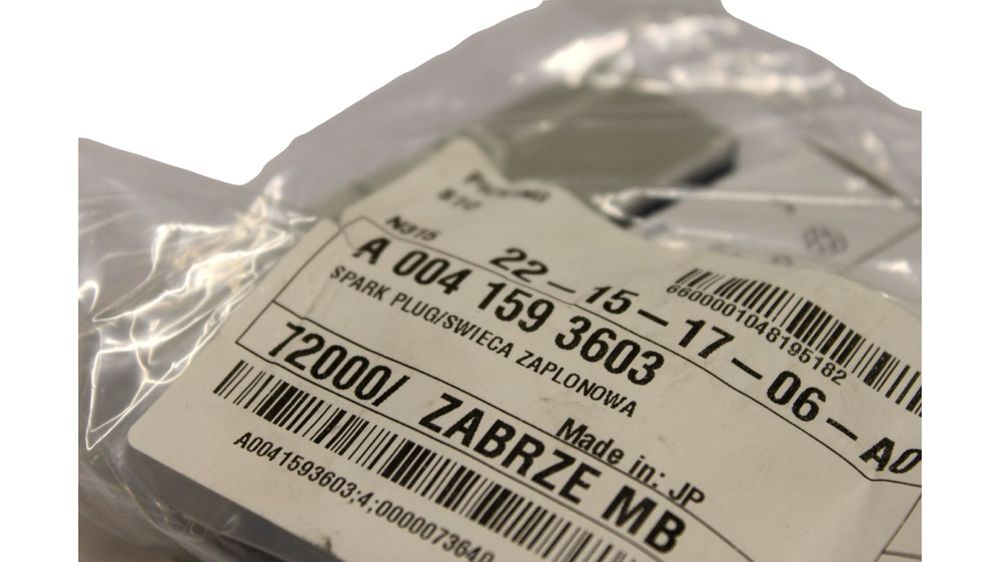 N315
22-15-17-06-A0
6600001048195182
A 004 159 3603
SPARK PLUG/SWIECA ZAPLONOWA
Made in: JP
72000/ ZABRZE MB
A0041593603;4;0000073640